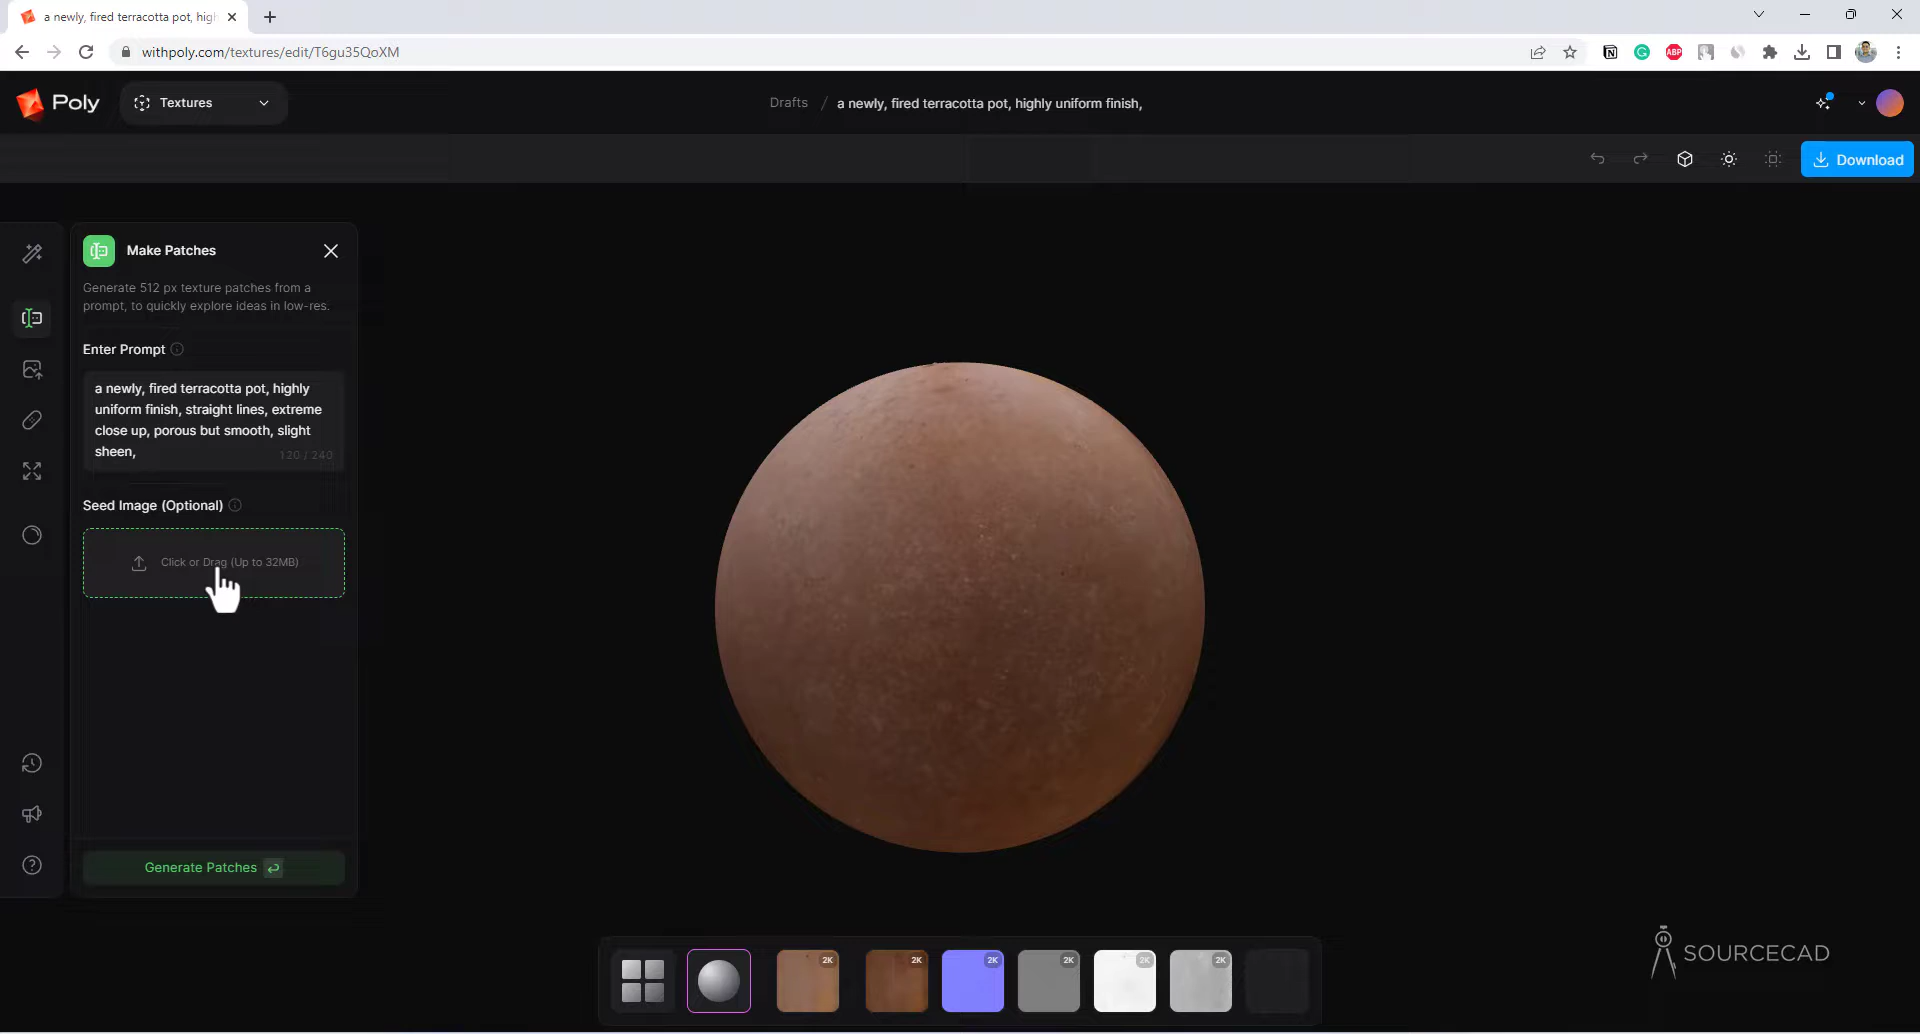 a newly, fired terracotta pot, high
withpoly.com/textures/edit/T6gu35QoXM
ABP
Poly
Textures
Drafts / a newly, fired terracotta pot, highly uniform finish,
Download
Make Patches
Generate 512 px texture patches from a
prompt, to quickly explore ideas in low-res.
Enter Prompt
a newly, fired terracotta pot, highly
uniform finish, straight lines, extreme
close up, porous but smooth, slight
sheen,
120 / 240
Seed Image (Optional)
Click or Drag (Up to 32MB)
Generate Patches
2K
2K
2K
2K
2K
2K
SOURCECAD